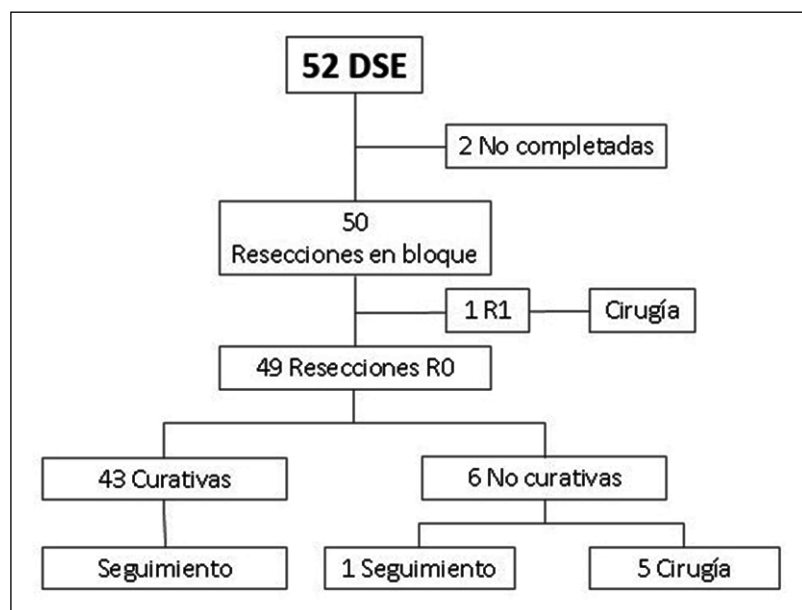 52 DSE
2 No completadas
50
Resecciones en bloque
1 R1
Cirugía
49 Resecciones R0
43 Curativas
6 No curativas
Seguimiento
1 Seguimiento
5 Cirugía